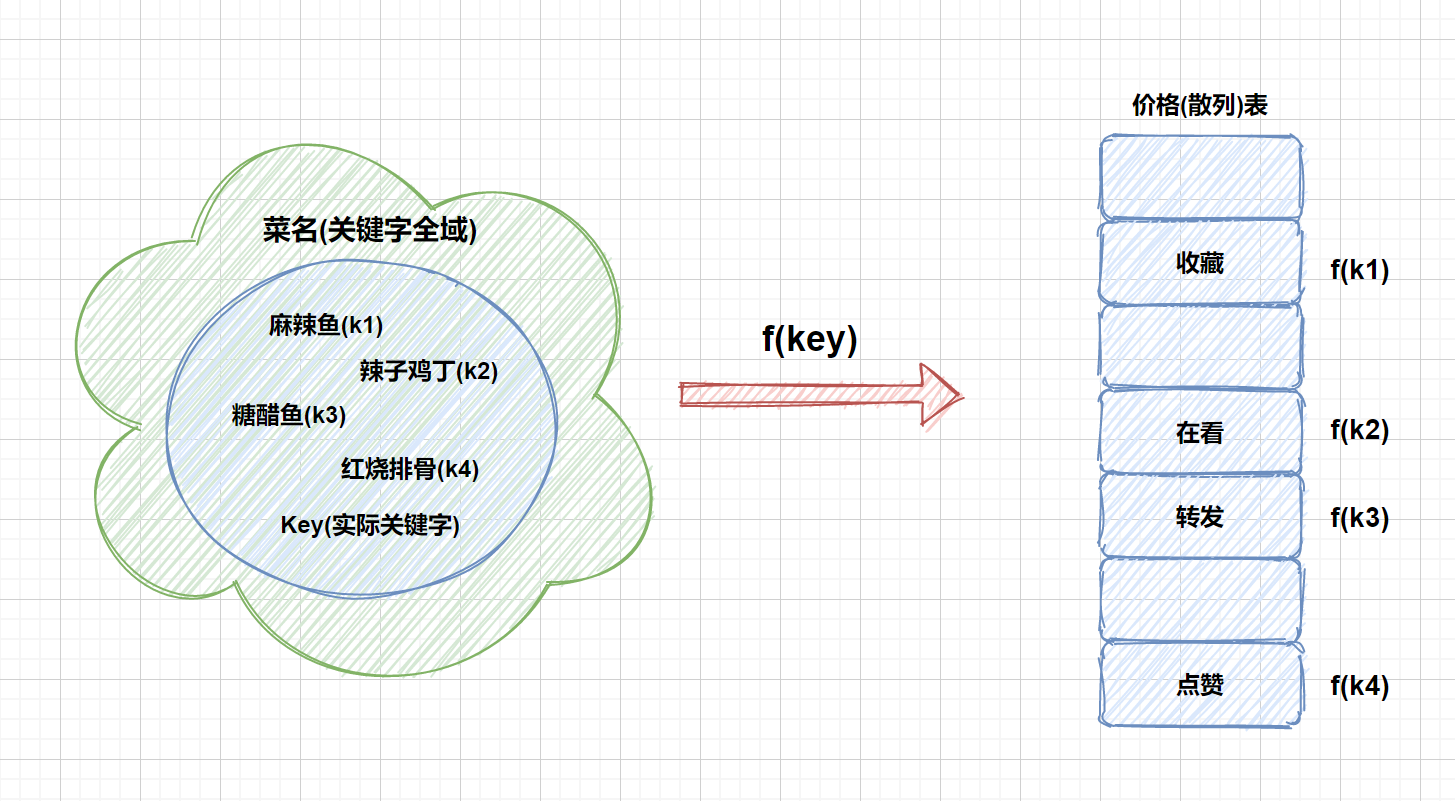 菜名(关键字全域)
麻辣鱼(k1)
辣子鸡丁(k2)
糖醋鱼(k3)
红烧排骨(k4)
Key(实际关键字)
f(key)
价格(散列)表
收藏
f(k1)
在看
f(k2)
转发
f(k3)
点赞
f(k4)